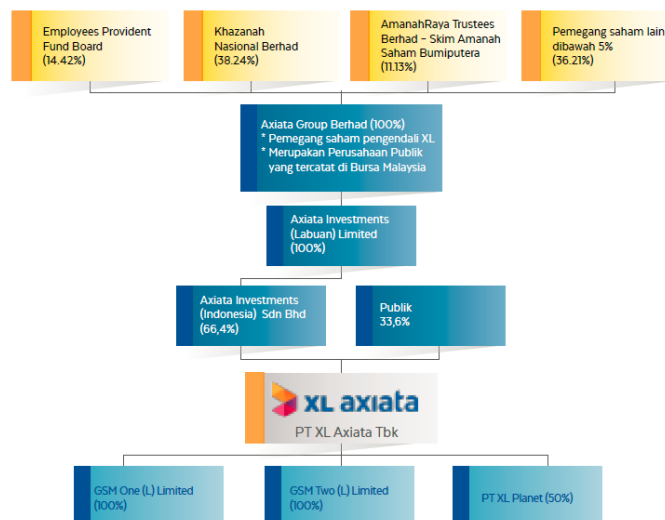 Employees Provident
Fund Board
(14.42%)
Khazanah
Nasional Berhad
(38.24%)
AmanahRaya Trustees
Berhad – Skim Amanah
Saham Bumiputera
(11.13%)
Pemegang saham lain
dibawah 5%
(36.21%)
Axiata Group Berhad (100%)
* Pemegang saham pengendali XL
* Merupakan Perusahaan Publik
yang tercatat di Bursa Malaysia
Axiata Investments
(Labuan) Limited
(100%)
Axiata Investments
(Indonesia) Sdn Bhd
(66,4%)
Publik
33,6%
XL axiata
PT XL Axiata Tbk
GSM One (L) Limited
(100%)
GSM Two (L) Limited
(100%)
PT XL Planet (50%)